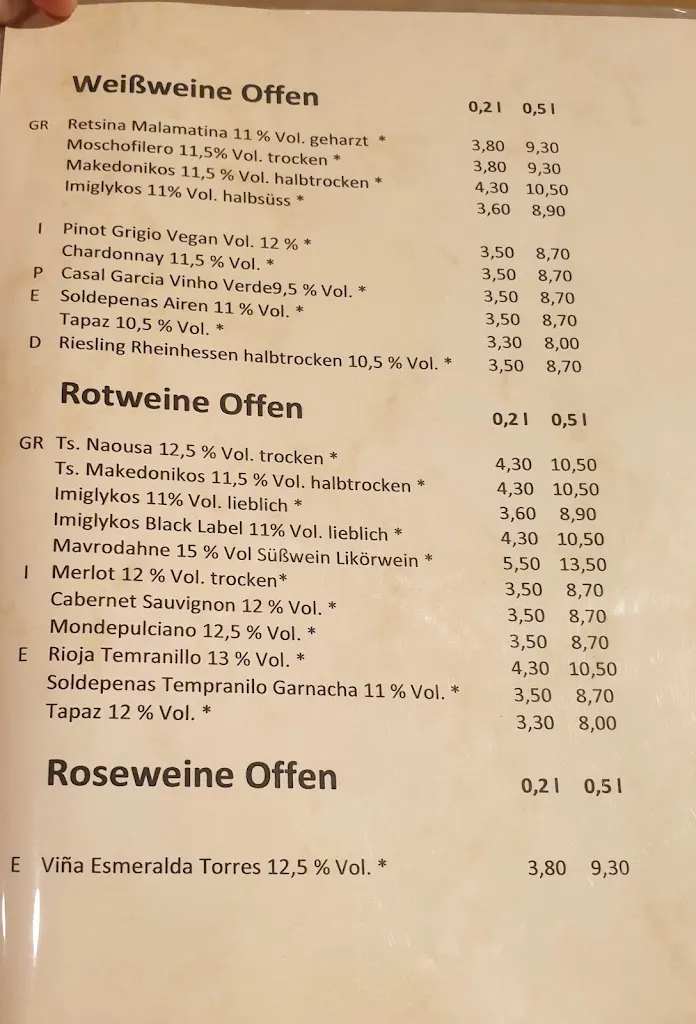 Weißweine Offen 0,2 l 0,5 l
GR Retsina Malamatina 11 % Vol. geharzt * 3,80 9,30
Moschofilero 11,5% Vol. trocken * 3,80 9,30
Makedonikos 11,5 % Vol. halbtrocken * 4,30 10,50
Imiglykos 11% Vol. halbsüss * 3,60 8,90
I Pinot Grigio Vegan Vol. 12 % * 3,50 8,70
Chardonnay 11,5 % Vol. * 3,50 8,70
P Casal Garcia Vinho Verde9,5 % Vol. * 3,50 8,70
E Soldepenas Airen 11 % Vol. * 3,50 8,70
Tapaz 10,5 % Vol. * 3,30 8,00
D Riesling Rheinhessen halbtrocken 10,5 % Vol. * 3,50 8,70
Rotweine Offen 0,2 l 0,5 l
GR Ts. Naousa 12,5 % Vol. trocken * 4,30 10,50
Ts. Makedonikos 11,5 % Vol. halbtrocken * 4,30 10,50
Imiglykos 11% Vol. lieblich * 3,60 8,90
Imiglykos Black Label 11% Vol. lieblich * 4,30 10,50
Mavrodahne 15 % Vol Süßwein Likörwein * 5,50 13,50
I Merlot 12 % Vol. trocken* 3,50 8,70
Cabernet Sauvignon 12 % Vol. * 3,50 8,70
Mondepulciano 12,5 % Vol. * 3,50 8,70
E Rioja Temranillo 13 % Vol. * 4,30 10,50
Soldepenas Tempranilo Garnacha 11 % Vol. * 3,50 8,70
Tapaz 12 % Vol. * 3,30 8,00
Roseweine Offen 0,2 l 0,5 l
E Viña Esmeralda Torres 12,5 % Vol. * 3,80 9,30